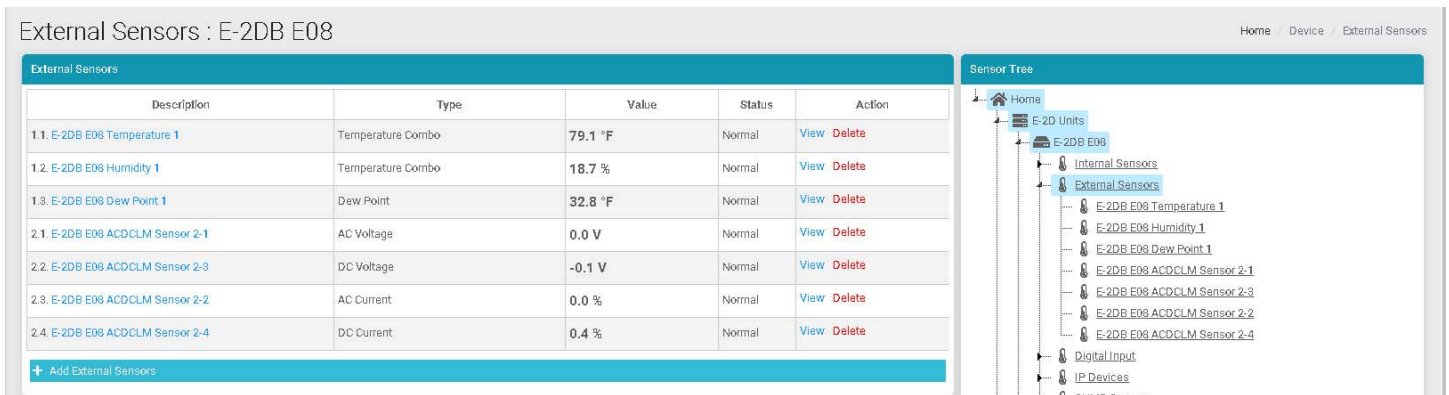 External Sensors : E-2DB E08
Home / Device / External Sensors
External Sensors
Description Type Value Status Action
1.1. E-2DB E08 Temperature 1 Temperature Combo 79.1 °F Normal View Delete
1.2. E-2DB E08 Humidity 1 Temperature Combo 18.7 % Normal View Delete
1.3. E-2DB E08 Dew Point 1 Dew Point 32.8 °F Normal View Delete
2.1. E-2DB E08 ACDCLM Sensor 2-1 AC Voltage 0.0 V Normal View Delete
2.2. E-2DB E08 ACDCLM Sensor 2-3 DC Voltage -0.1 V Normal View Delete
2.3. E-2DB E08 ACDCLM Sensor 2-2 AC Current 0.0 % Normal View Delete
2.4. E-2DB E08 ACDCLM Sensor 2-4 DC Current 0.4 % Normal View Delete
+ Add External Sensors
Sensor Tree
Home
E-2D Units
E-2DB E08
Internal Sensors
External Sensors
E-2DB E08 Temperature 1
E-2DB E08 Humidity 1
E-2DB E08 Dew Point 1
E-2DB E08 ACDCLM Sensor 2-1
E-2DB E08 ACDCLM Sensor 2-3
E-2DB E08 ACDCLM Sensor 2-2
E-2DB E08 ACDCLM Sensor 2-4
Digital Input
IP Devices